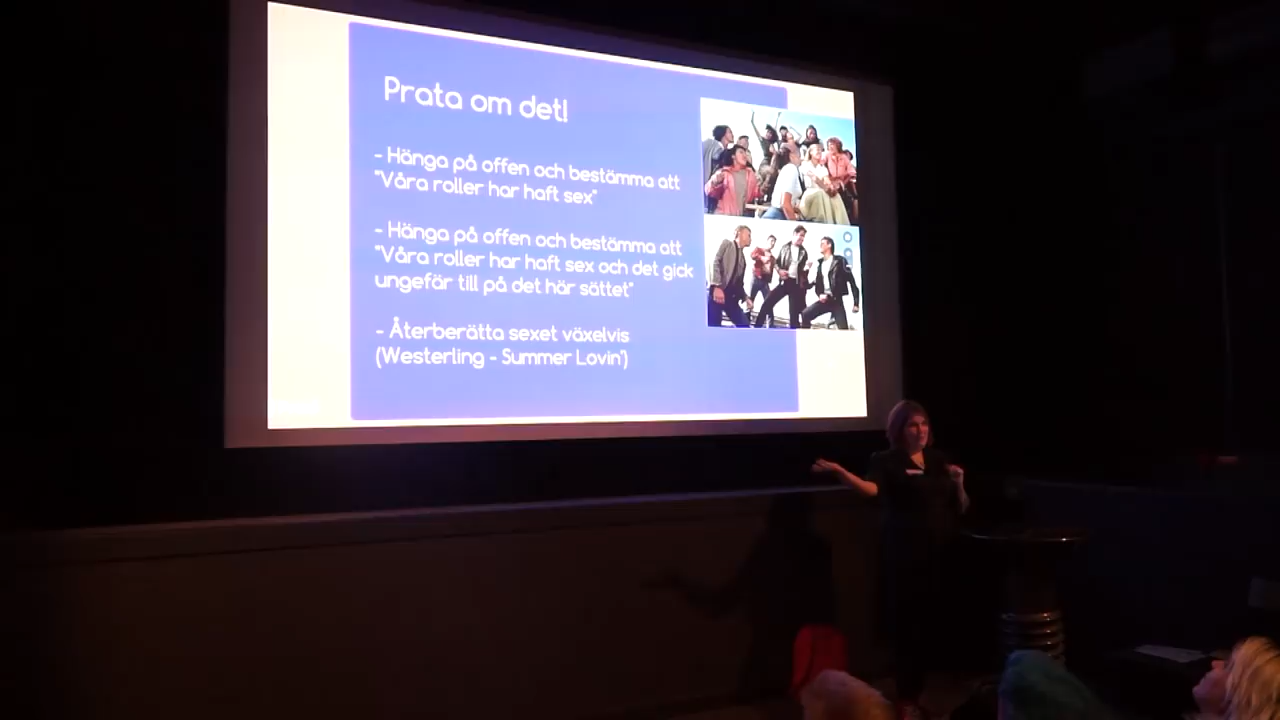 Prata om det!
- Hänga på offen och bestämma att
"Våra roller har haft sex"
- Hänga på offen och bestämma att
"Våra roller har haft sex och det gick
ungefär till på det här sättet"
- Återberätta sexet växelvis
(Westerling - Summer Lovin')